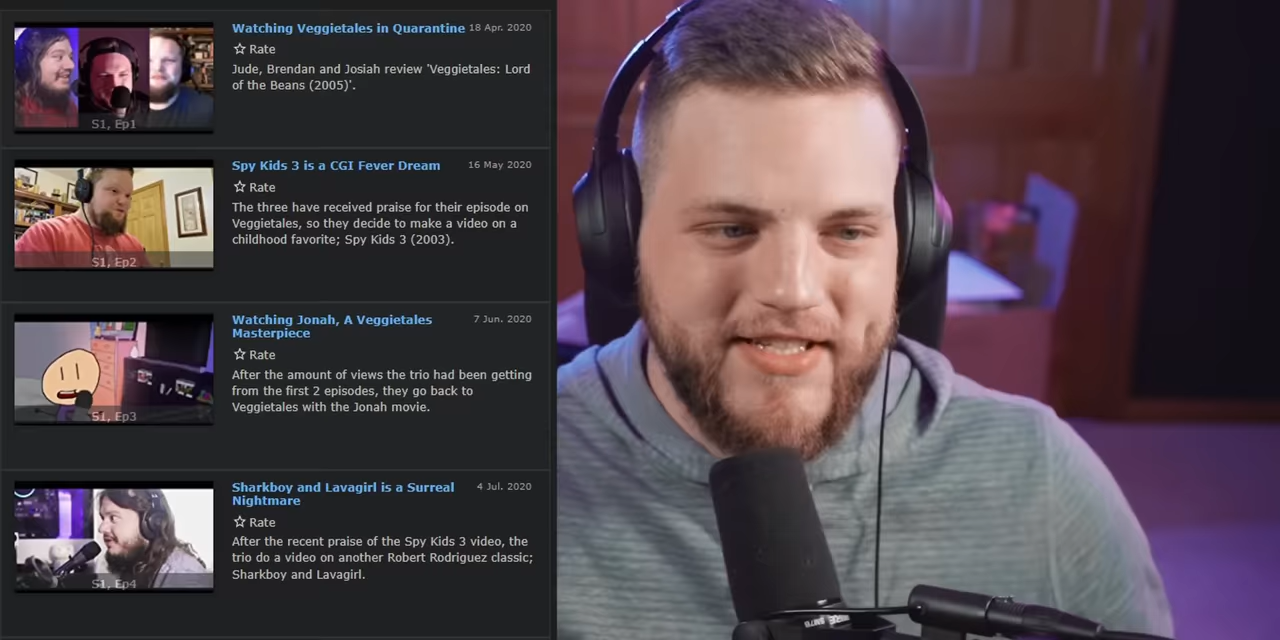 Watching Veggietales in Quarantine 18 Apr. 2020
Rate
Jude, Brendan and Josiah review 'Veggietales: Lord
of the Beans (2005)'.
S1, Ep1
Spy Kids 3 is a CGI Fever Dream 16 May 2020
Rate
The three have received praise for their episode on
Veggietales, so they decide to make a video on a
childhood favorite; Spy Kids 3 (2003).
S1, Ep2
Watching Jonah, A Veggietales 7 Jun. 2020
Masterpiece
Rate
After the amount of views the trio had been getting
from the first 2 episodes, they go back to
Veggietales with the Jonah movie.
S1, Ep3
Sharkboy and Lavagirl is a Surreal 4 Jul. 2020
Nightmare
Rate
After the recent praise of the Spy Kids 3 video, the
trio do a video on another Robert Rodriguez classic;
Sharkboy and Lavagirl.
S1, Ep4